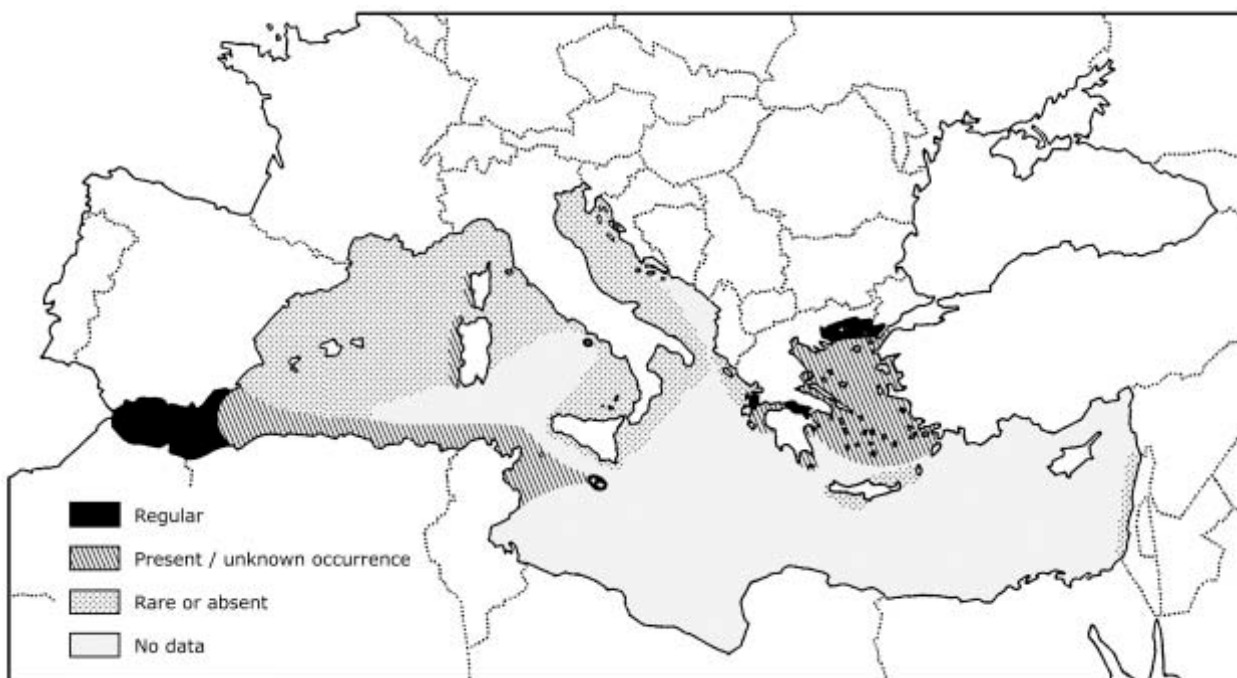 Regular
Present / unknown occurrence
Rare or absent
No data